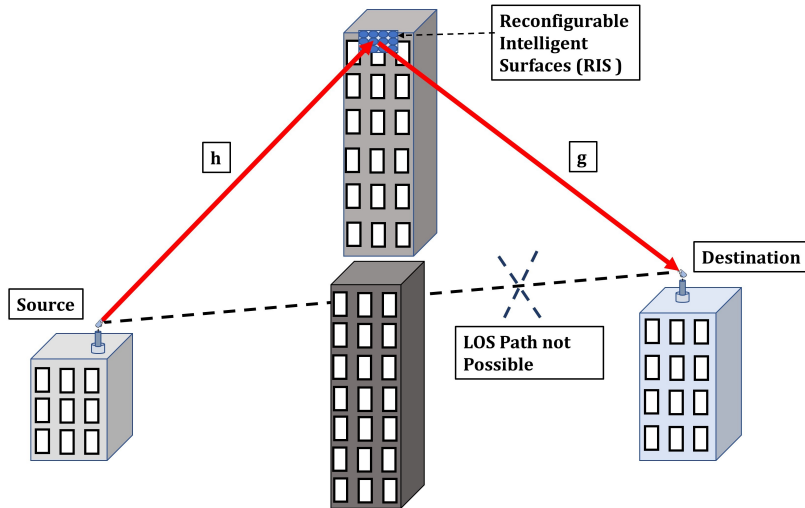 Reconfigurable
Intelligent
Surfaces (RIS )
h
g
Destination
Source
LOS Path not
Possible